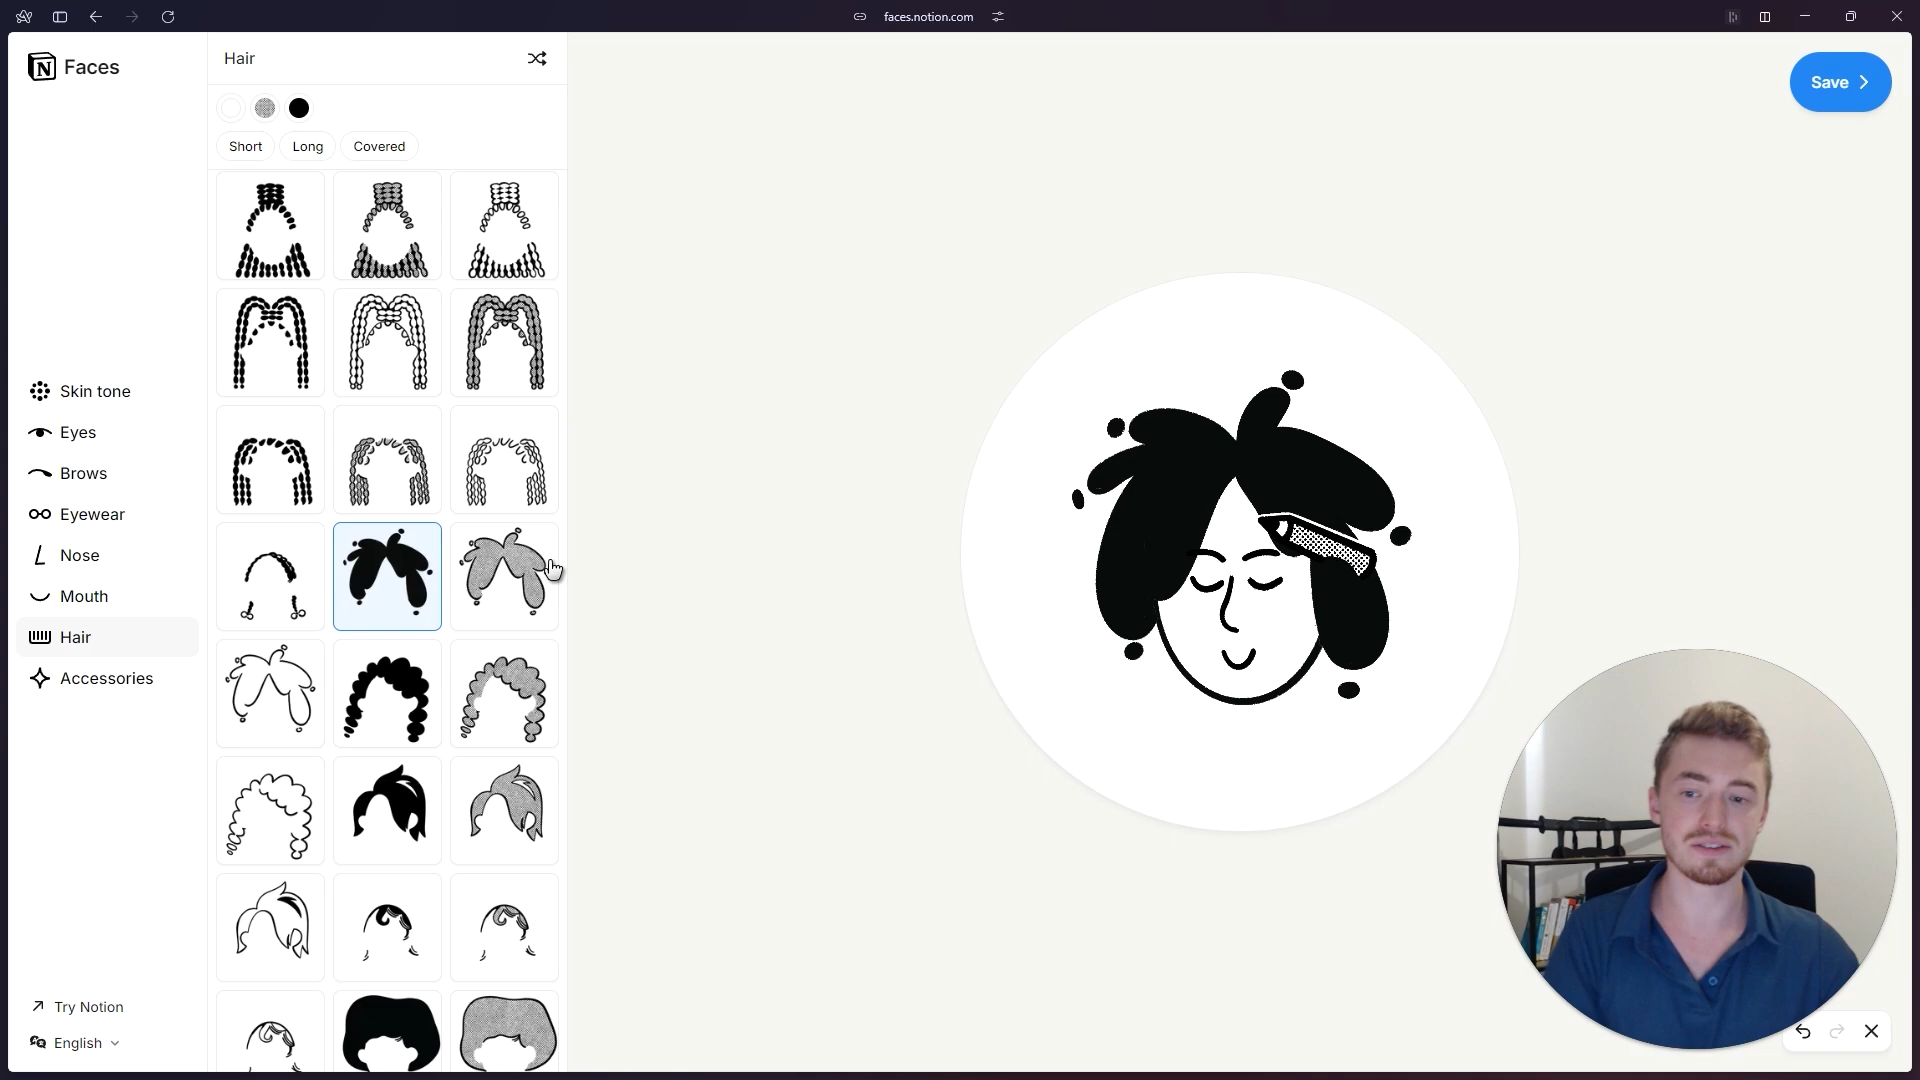 faces.notion.com
N Faces
Hair
Save
Short
Long
Covered
Skin tone
Eyes
Brows
Eyewear
Nose
Mouth
Hair
Accessories
Try Notion
English